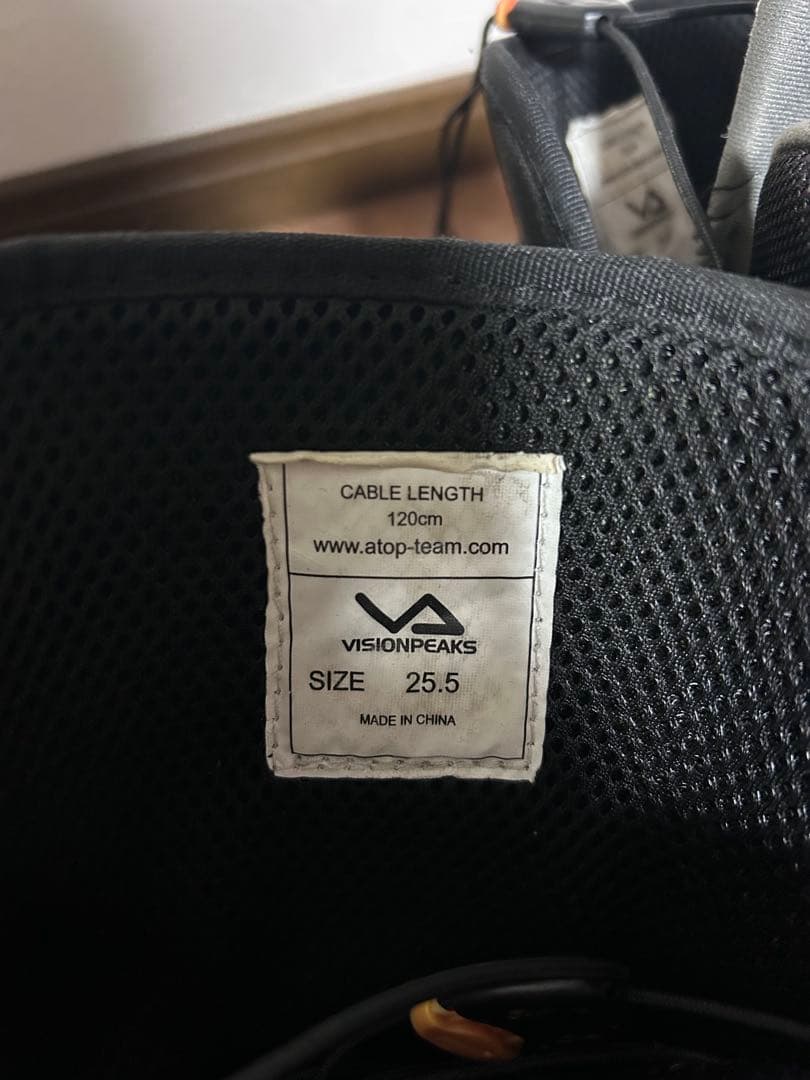 CABLE LENGTH
120cm
www.atop-team.com
VISIONPEAKS
SIZE 25.5
MADE IN CHINA